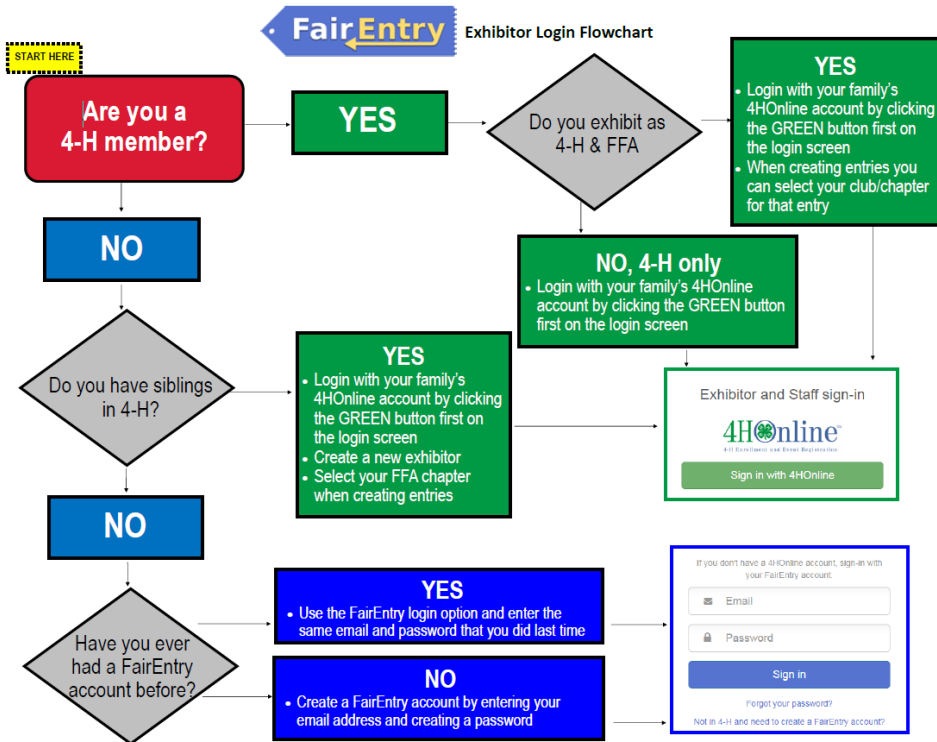 FairEntry
Exhibitor Login Flowchart
START HERE
Are you a
4-H member?
YES
Do you exhibit as
4-H & FFA
YES
• Login with your family's
4HOnline account by clicking
the GREEN button first on
the login screen
• When creating entries you
can select your club/chapter
for that entry
NO
NO, 4-H only
• Login with your family's 4HOnline
account by clicking the GREEN button
first on the login screen
Do you have siblings
in 4-H?
YES
• Login with your family's
4HOnline account by clicking
the GREEN button first on
the login screen
• Create a new exhibitor
• Select your FFA chapter
when creating entries
Exhibitor and Staff sign-in
4HOnline
4-H Enrollment and Event Registration
Sign in with 4HOnline
NO
Have you ever
had a FairEntry
account before?
YES
• Use the FairEntry login option and enter the
same email and password that you did last time
NO
• Create a FairEntry account by entering your
email address and creating a password
If you don't have a 4HOnline account, sign-in with
your FairEntry account.
Email
Password
Sign in
Forgot your password?
Not in 4-H and need to create a FairEntry account?